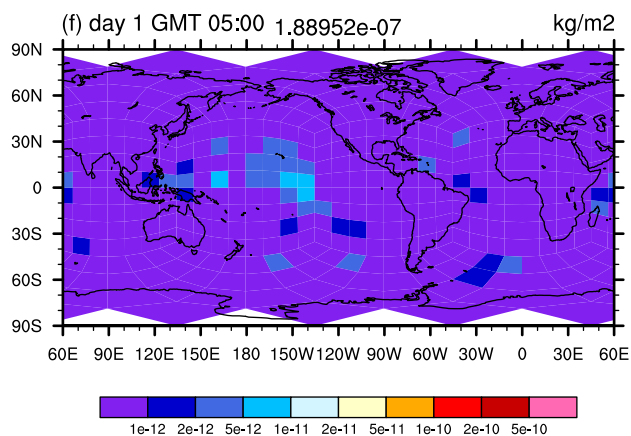 (f) day 1 GMT 05:00 1.88952e-07 kg/m2
90N
60N
30N
0
30S
60S
90S
60E 90E 120E 150E 180 150W 120W 90W 60W 30W 0 30E 60E
1e-12 2e-12 5e-12 1e-11 2e-11 5e-11 1e-10 2e-10 5e-10